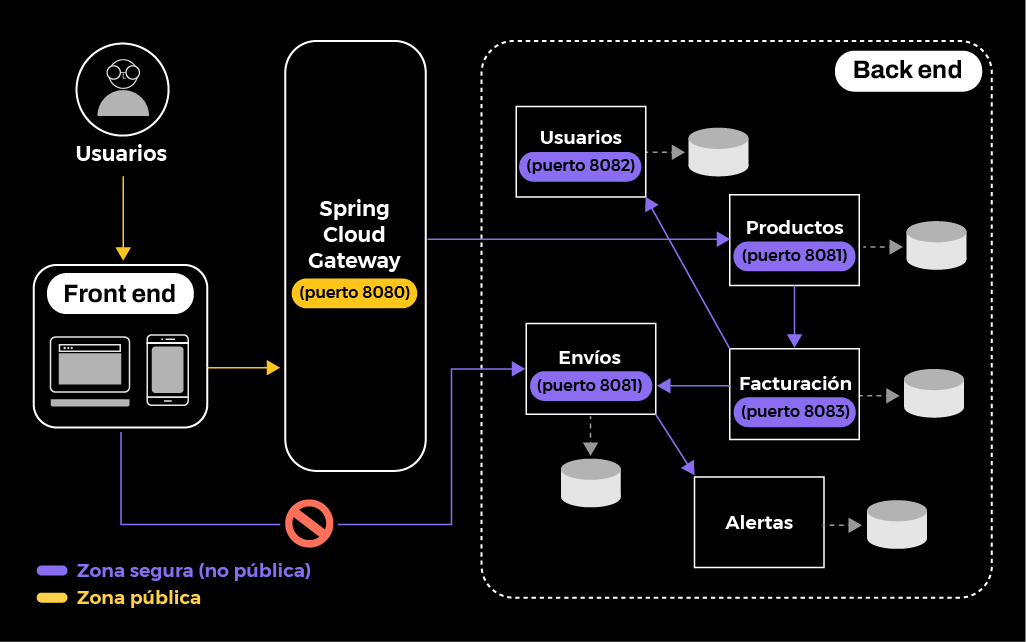 Usuarios
Front end
Spring
Cloud
Gateway
(puerto 8080)
Back end
Usuarios
(puerto 8082)
Productos
(puerto 8081)
Envíos
(puerto 8081)
Facturación
(puerto 8083)
Alertas
Zona segura (no pública)
Zona pública